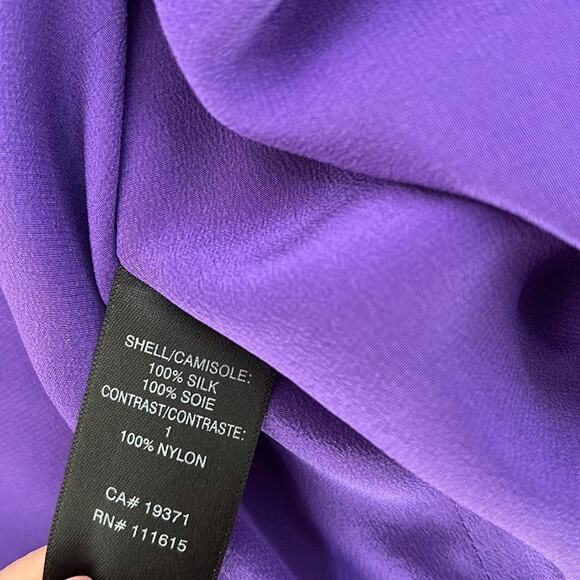 SHELL/CAMISOLE:
100% SILK
100% SOIE
CONTRAST/CONTRASTE:
1
100% NYLON
CA# 19371
RN# 111615